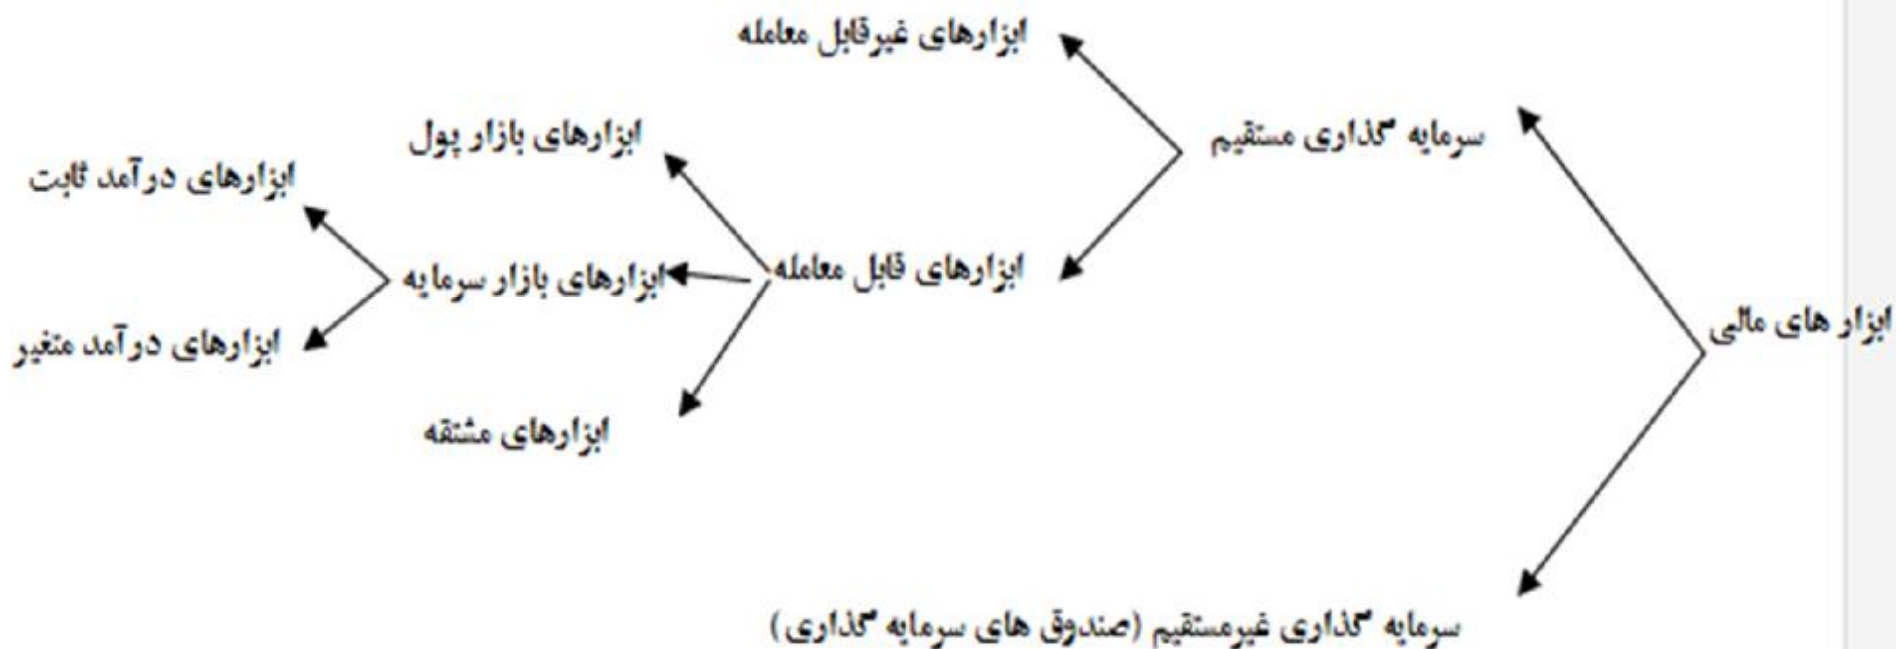 ابزار های مالی
سرمایه گذاری مستقیم
ابزارهای غیرقابل معامله
ابزارهای قابل معامله
ابزارهای بازار پول
ابزارهای بازار سرمایه
ابزارهای درآمد ثابت
ابزارهای درآمد متغیر
ابزارهای مشتقه
سرمایه گذاری غیرمستقیم (صندوق های سرمایه گذاری)